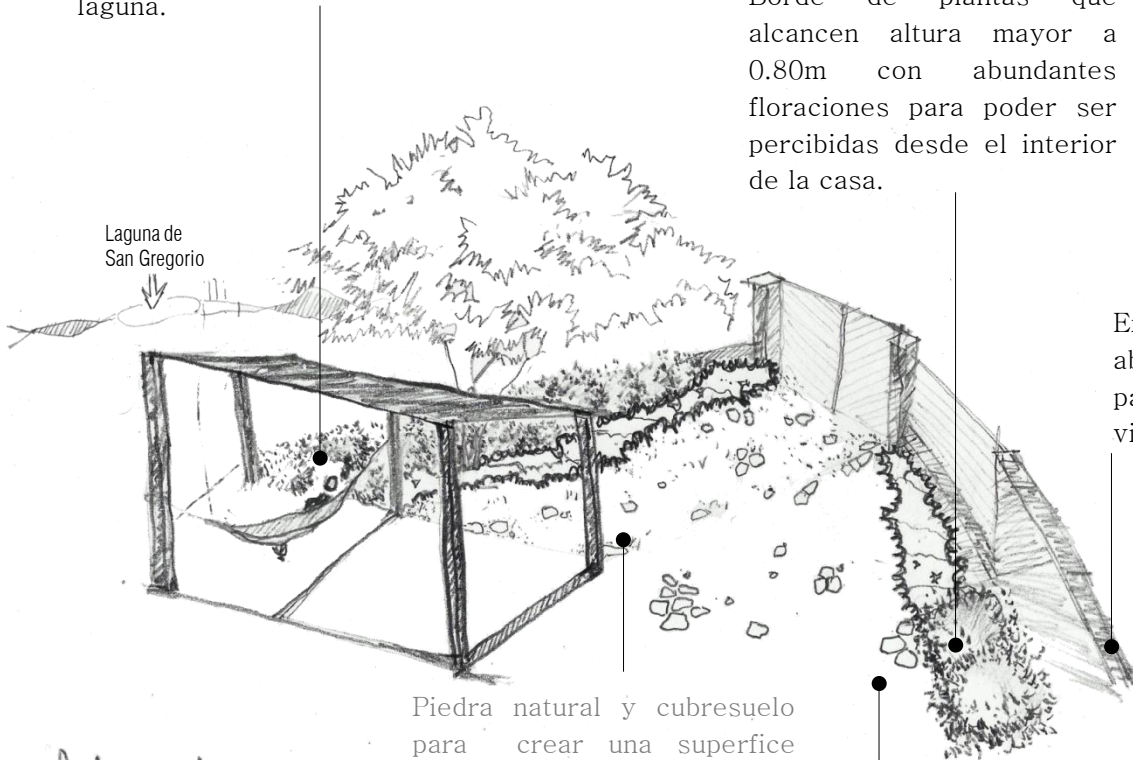 laguna.
Borde de plantas que
alcancen altura mayor a
0.80m con abundantes
floraciones para poder ser
percibidas desde el interior
de la casa.
Laguna de
San Gregorio
Piedra natural y cubresuelo
para crear una superfice